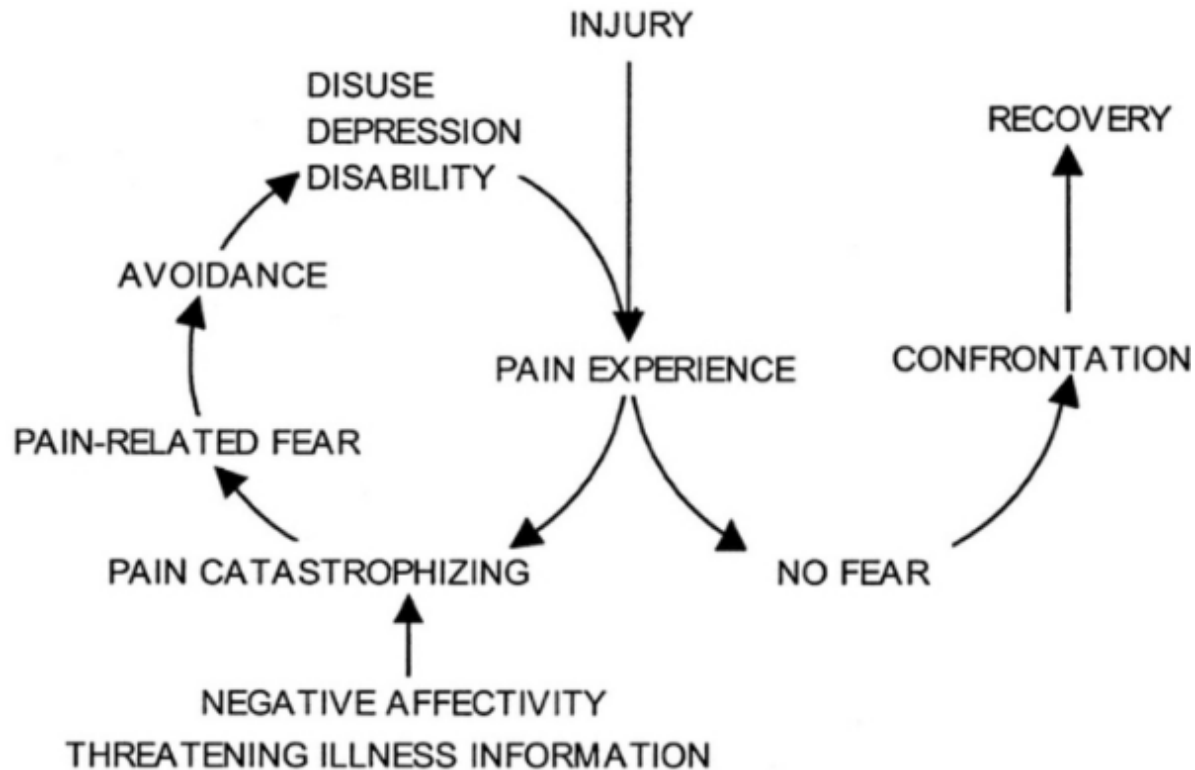 INJURY
DISUSE
DEPRESSION
DISABILITY
RECOVERY
AVOIDANCE
PAIN EXPERIENCE
CONFRONTATION
PAIN-RELATED FEAR
PAIN CATASTROPHIZING
NO FEAR
NEGATIVE AFFECTIVITY
THREATENING ILLNESS INFORMATION